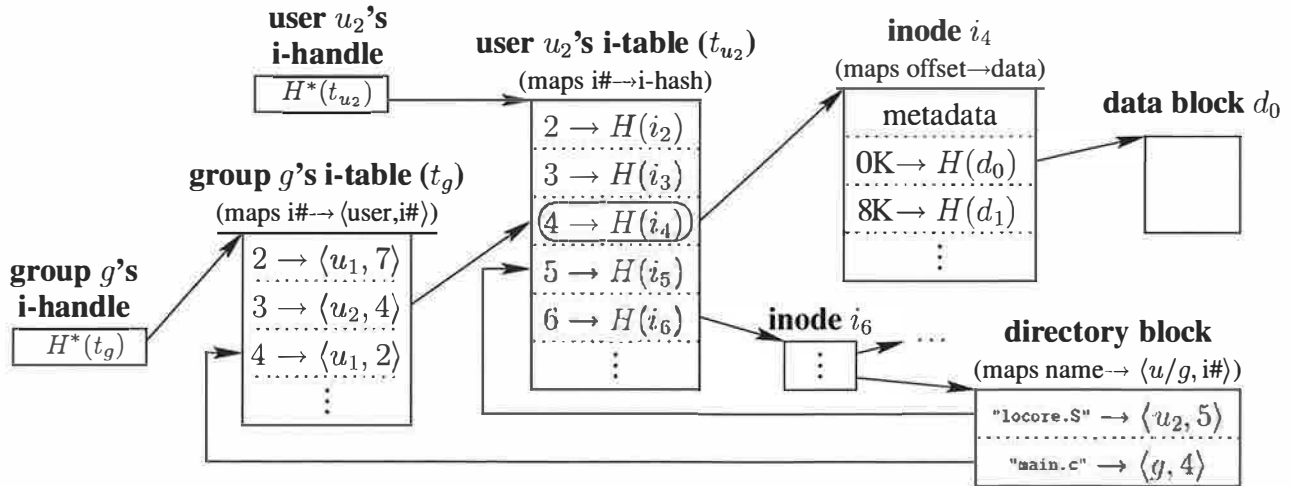 user u₂'s
i-handle
H*(t_{u₂})
user u₂'s i-table (t_{u₂})
(maps i#→i-hash)
2 → H(i₂)
3 → H(i₃)
4 → H(i₄)
5 → H(i₅)
6 → H(i₆)
⋮
inode i₄
(maps offset→data)
metadata
0K→ H(d₀)
8K→ H(d₁)
⋮
data block d₀
group g's i-table (t_g)
(maps i#→⟨user,i#⟩)
2 → ⟨u₁, 7⟩
3 → ⟨u₂, 4⟩
4 → ⟨u₁, 2⟩
⋮
group g's
i-handle
H*(t_g)
inode i₆
⋮
...
directory block
(maps name→ ⟨u/g, i#⟩)
"locore.S" → ⟨u₂, 5⟩
"main.c" → ⟨g, 4⟩